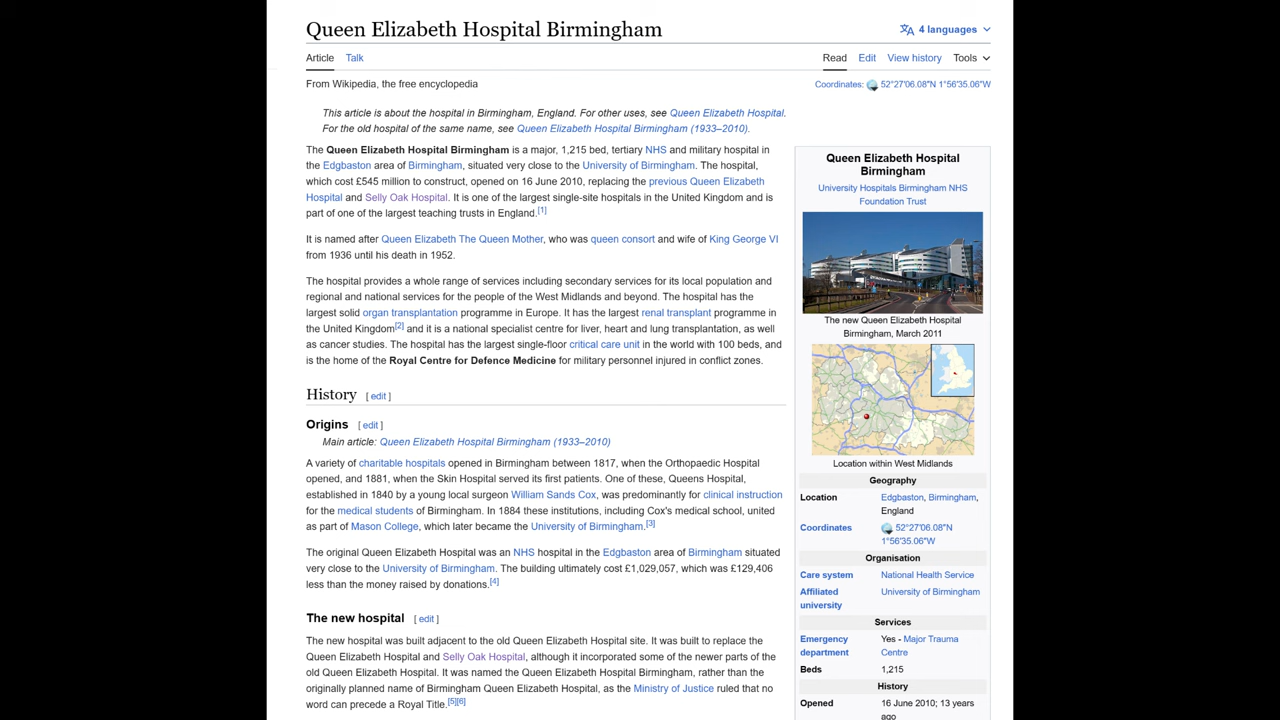 Queen Elizabeth Hospital Birmingham
4 languages
Article Talk
Read Edit View history Tools
From Wikipedia, the free encyclopedia
Coordinates: 52°27′06.08″N 1°56′35.06″W
This article is about the hospital in Birmingham, England. For other uses, see Queen Elizabeth Hospital.
For the old hospital of the same name, see Queen Elizabeth Hospital Birmingham (1933–2010).
The Queen Elizabeth Hospital Birmingham is a major, 1,215 bed, tertiary NHS and military hospital in
the Edgbaston area of Birmingham, situated very close to the University of Birmingham. The hospital,
which cost £545 million to construct, opened on 16 June 2010, replacing the previous Queen Elizabeth
Hospital and Selly Oak Hospital. It is one of the largest single-site hospitals in the United Kingdom and is
part of one of the largest teaching trusts in England.[1]
It is named after Queen Elizabeth The Queen Mother, who was queen consort and wife of King George VI
from 1936 until his death in 1952.
The hospital provides a whole range of services including secondary services for its local population and
regional and national services for the people of the West Midlands and beyond. The hospital has the
largest solid organ transplantation programme in Europe. It has the largest renal transplant programme in
the United Kingdom[2] and it is a national specialist centre for liver, heart and lung transplantation, as well
as cancer studies. The hospital has the largest single-floor critical care unit in the world with 100 beds, and
is the home of the Royal Centre for Defence Medicine for military personnel injured in conflict zones.
History [ edit ]
Origins [ edit ]
Main article: Queen Elizabeth Hospital Birmingham (1933–2010)
A variety of charitable hospitals opened in Birmingham between 1817, when the Orthopaedic Hospital
opened, and 1881, when the Skin Hospital served its first patients. One of these, Queens Hospital,
established in 1840 by a young local surgeon William Sands Cox, was predominantly for clinical instruction
for the medical students of Birmingham. In 1884 these institutions, including Cox's medical school, united
as part of Mason College, which later became the University of Birmingham.[3]
The original Queen Elizabeth Hospital was an NHS hospital in the Edgbaston area of Birmingham situated
very close to the University of Birmingham. The building ultimately cost £1,029,057, which was £129,406
less than the money raised by donations.[4]
The new hospital [ edit ]
The new hospital was built adjacent to the old Queen Elizabeth Hospital site. It was built to replace the
Queen Elizabeth Hospital and Selly Oak Hospital, although it incorporated some of the newer parts of the
old Queen Elizabeth Hospital. It was named the Queen Elizabeth Hospital Birmingham, rather than the
originally planned name of Birmingham Queen Elizabeth Hospital, as the Ministry of Justice ruled that no
word can precede a Royal Title.[5][6]
Queen Elizabeth Hospital
Birmingham
University Hospitals Birmingham NHS
Foundation Trust
The new Queen Elizabeth Hospital
Birmingham, March 2011
Location within West Midlands
Geography
Location Edgbaston, Birmingham,
England
Coordinates 52°27′06.08″N
1°56′35.06″W
Organisation
Care system National Health Service
Affiliated University of Birmingham
university
Services
Emergency Yes - Major Trauma
department Centre
Beds 1,215
History
Opened 16 June 2010; 13 years
ago